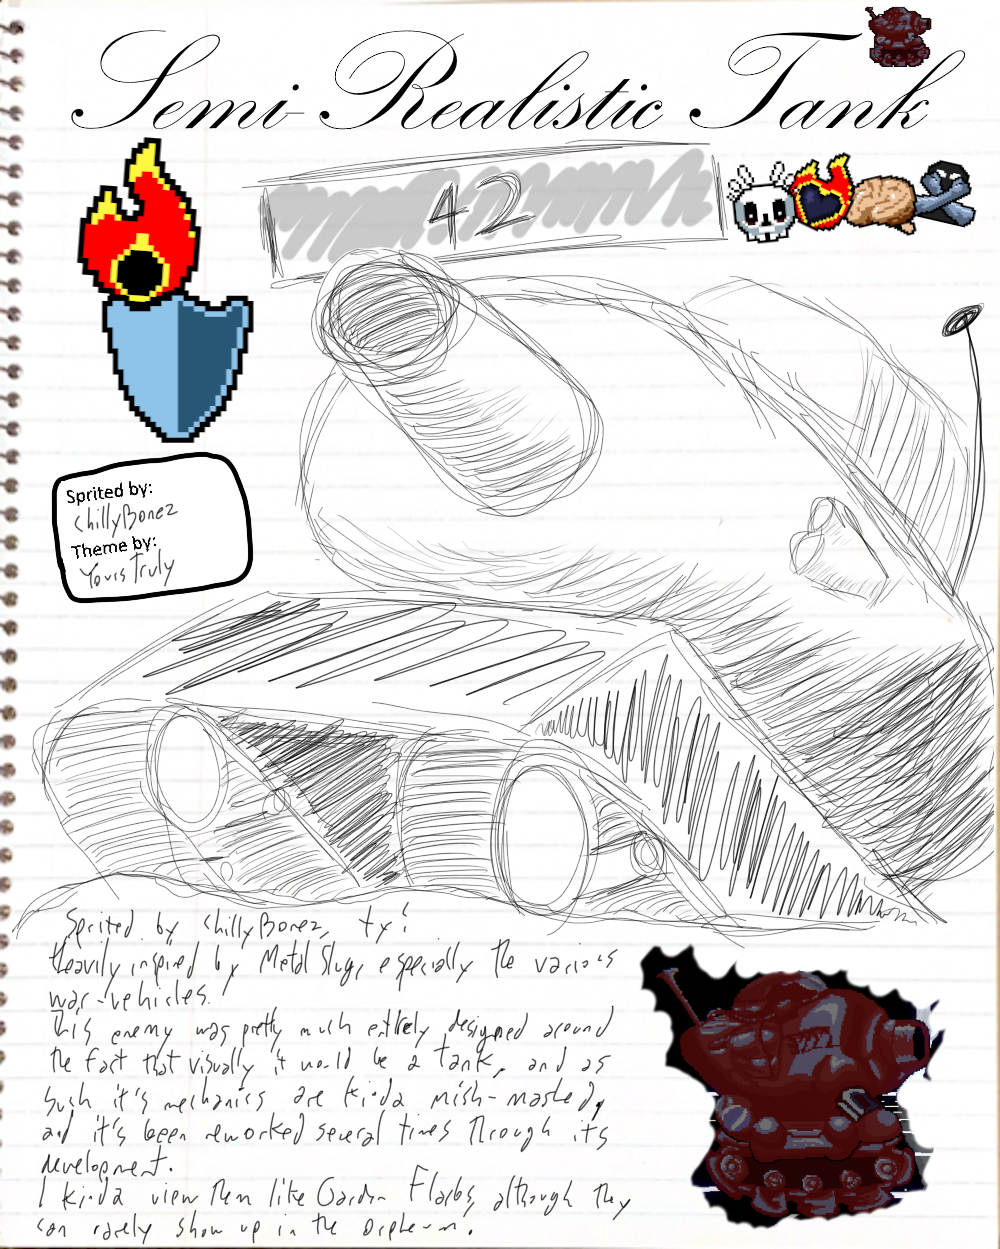 Semi-Realistic Tank
42
Sprited by:
ChillyBonez
Theme by:
Yours Truly
Sprited by ChillyBonez, ty!
Heavily inspired by Metal Slug, especially the various
war-vehicles.
This enemy was pretty much entirely designed around
the fact that visually it would be a tank, and as
such it's mechanics are kinda mish-mashed,
and it's been reworked several times through its
development.
I kinda view them like Garden Flarbs, although they
can rarely show up in the Orpheum.